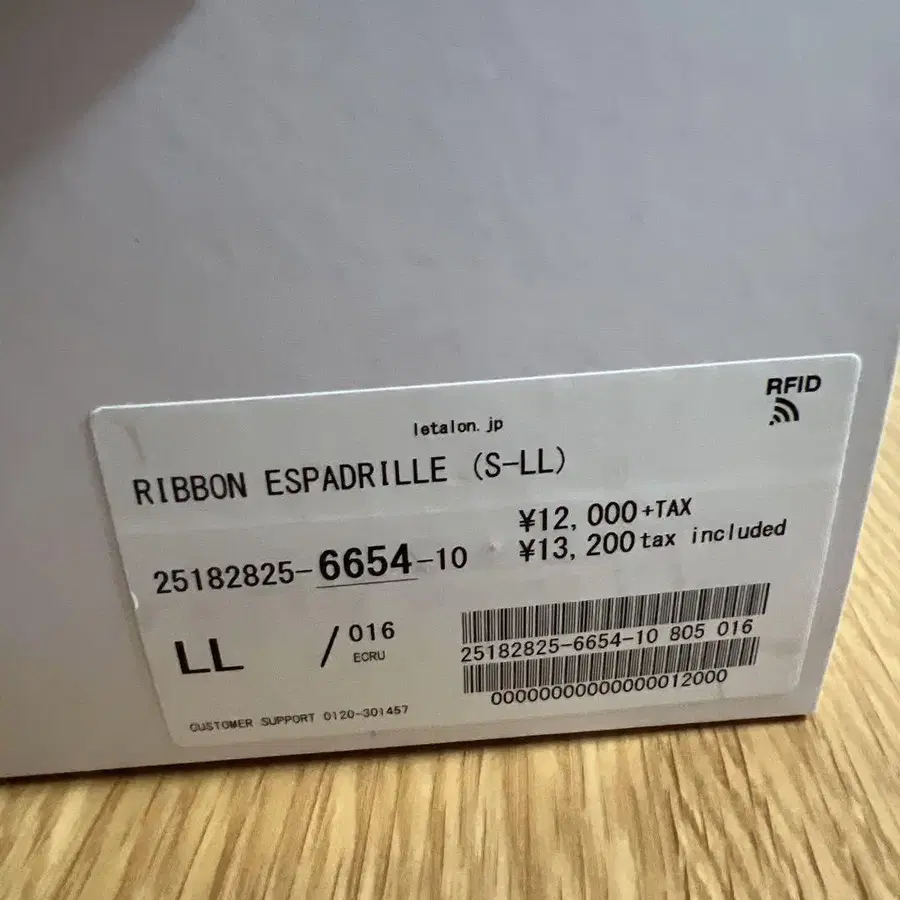 RFID
letalon.jp
RIBBON ESPADRILLE (S-LL)
¥12,000+TAX
¥13,200 tax included
25182825-6654-10
LL /016
ECRU
25182825-6654-10 805 016
00000000000000012000
CUSTOMER SUPPORT 0120-301457